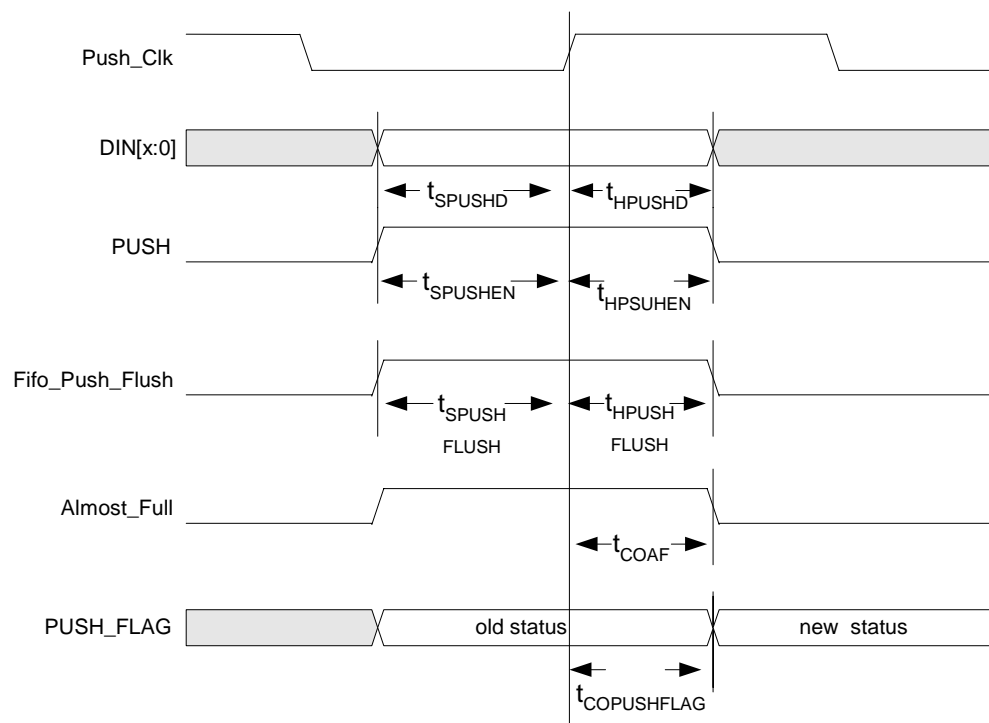 Push_Clk
DIN[x:0]
tSPUSHD
tHPUSHD
PUSH
tSPUSHEN
tHPSUHEN
Fifo_Push_Flush
tSPUSH
tHPUSH
FLUSH
FLUSH
Almost_Full
tCOAF
PUSH_FLAG
old status
new status
tCOPUSHFLAG